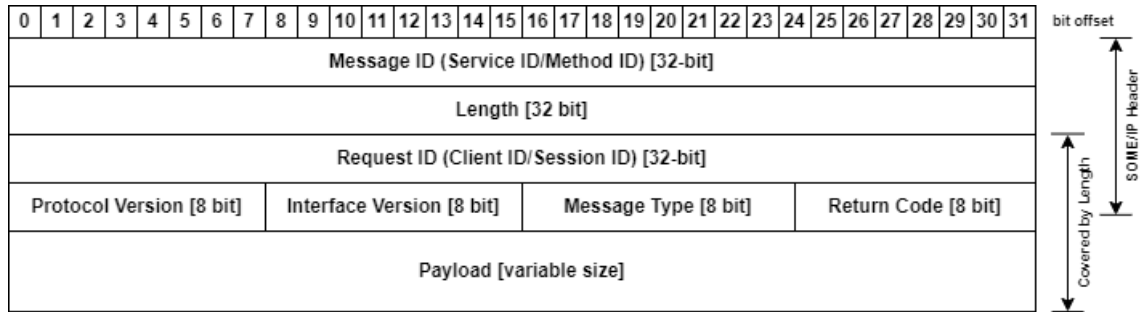 0 1 2 3 4 5 6 7 8 9 10 11 12 13 14 15 16 17 18 19 20 21 22 23 24 25 26 27 28 29 30 31 bit offset
Message ID (Service ID/Method ID) [32-bit]
Length [32 bit]
Request ID (Client ID/Session ID) [32-bit]
Protocol Version [8 bit] Interface Version [8 bit] Message Type [8 bit] Return Code [8 bit]
Payload [variable size]
Covered by Length
SOME/IP Header